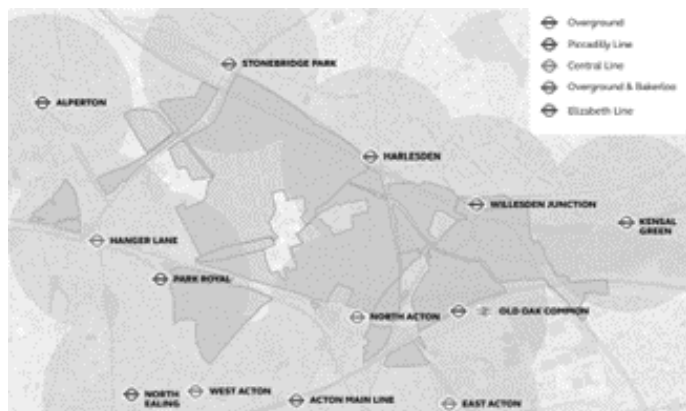 Overground
Piccadilly Line
Central Line
Overground & Bakerloo
Elizabeth Line
STONEBRIDGE PARK
ALPERTON
HARLESDEN
WILLESDEN JUNCTION
KENSAL
GREEN
HANGER LANE
PARK ROYAL
NORTH ACTON
OLD OAK COMMON
NORTH
EALING
WEST ACTON
ACTON MAIN LINE
EAST ACTON